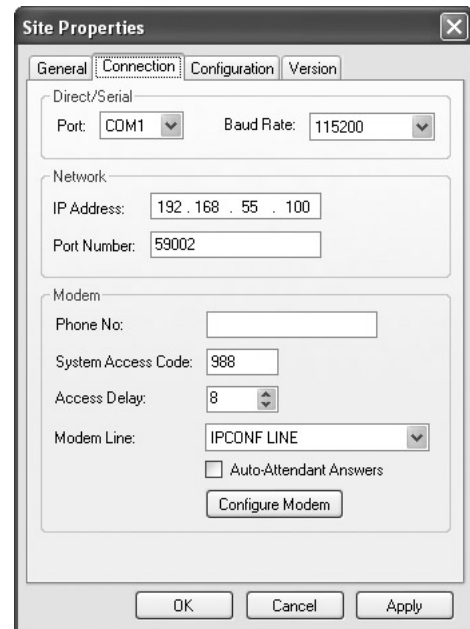 Site Properties
General Connection Configuration Version
Direct/Serial
Port: COM1 Baud Rate: 115200
Network
IP Address: 192 . 168 . 55 . 100
Port Number: 59002
Modem
Phone No:
System Access Code: 988
Access Delay: 8
Modem Line: IPCONF LINE
Auto-Attendant Answers
Configure Modem
OK Cancel Apply